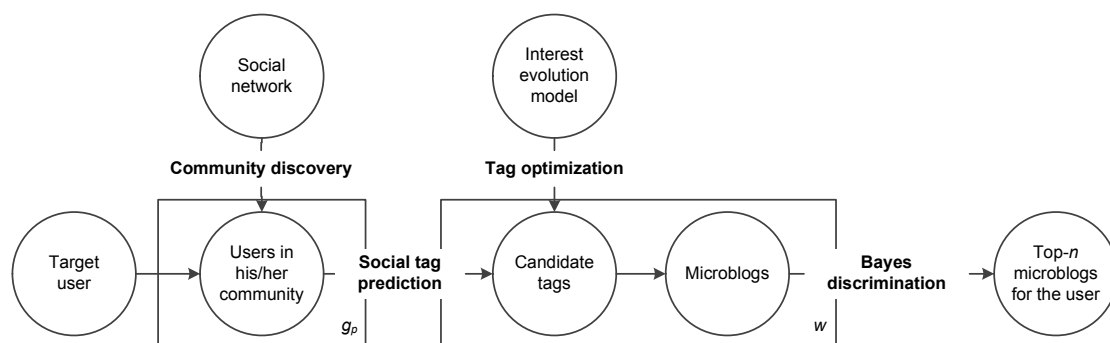 Social
network
Interest
evolution
model
Community discovery
Tag optimization
Target
user
Users in
his/her
community
Social tag
prediction
Candidate
tags
Microblogs
Bayes
discrimination
Top-n
microblogs
for the user
gp
w